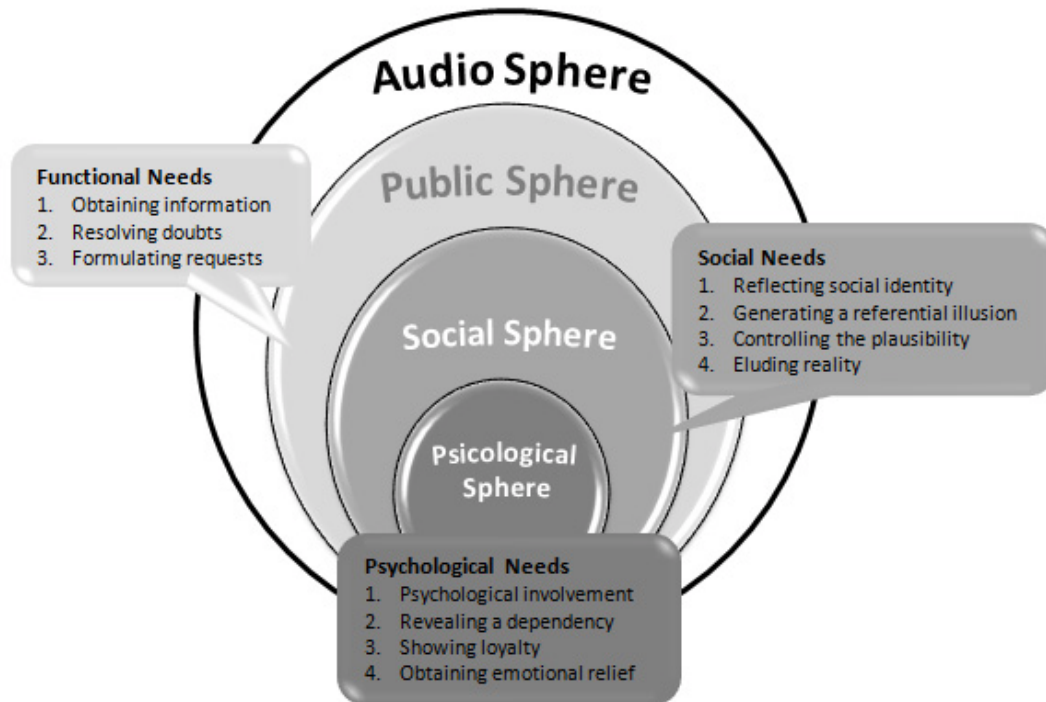 Audio Sphere
Public Sphere
Functional Needs
1. Obtaining information
2. Resolving doubts
3. Formulating requests
Social Needs
1. Reflecting social identity
2. Generating a referential illusion
3. Controlling the plausibility
4. Eluding reality
Social Sphere
Psicological
Sphere
Psychological Needs
1. Psychological involvement
2. Revealing a dependency
3. Showing loyalty
4. Obtaining emotional relief